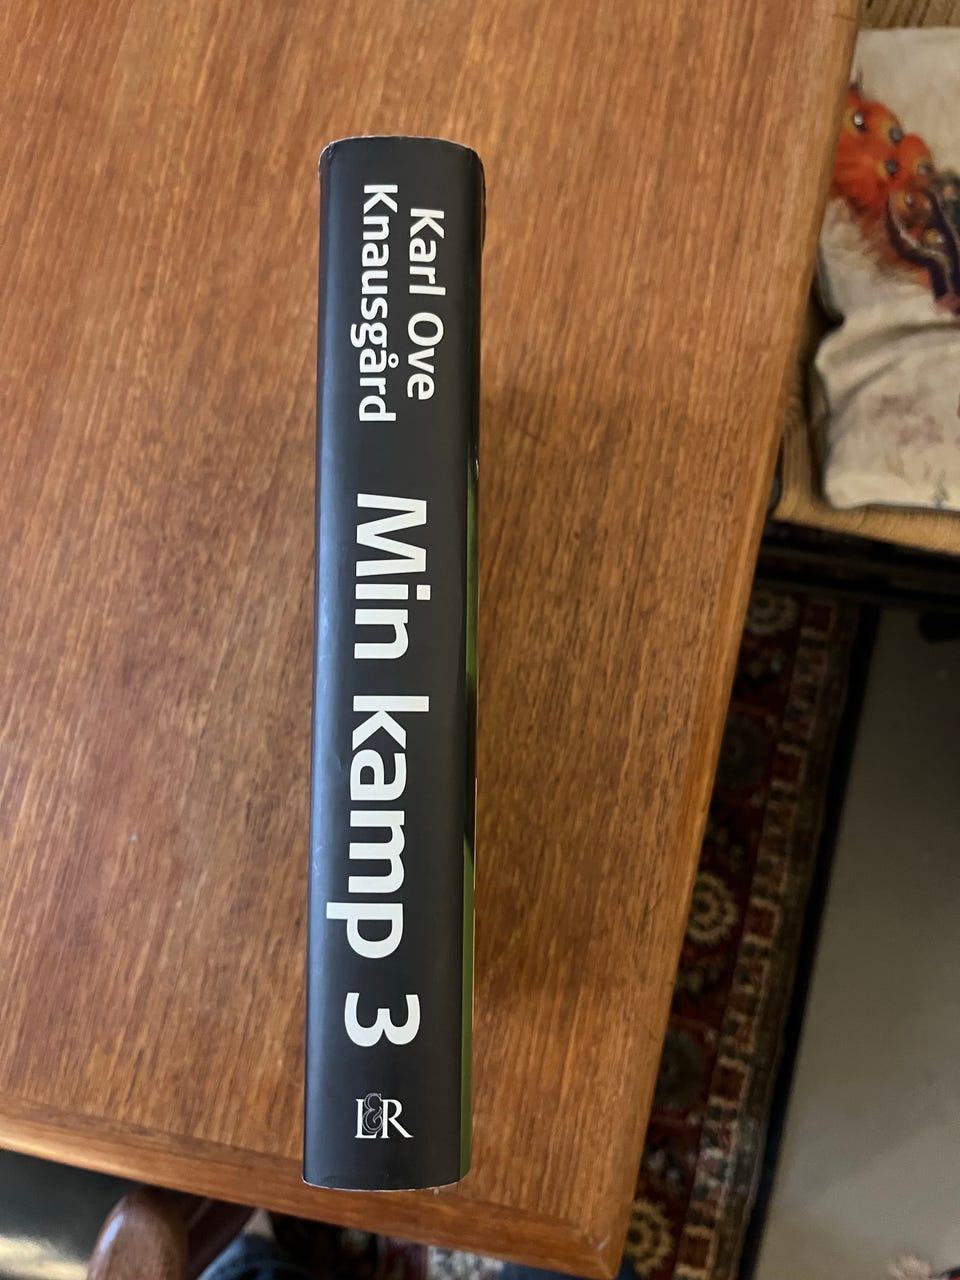 Karl Ove
Knausgård
Min kamp 3
L&R